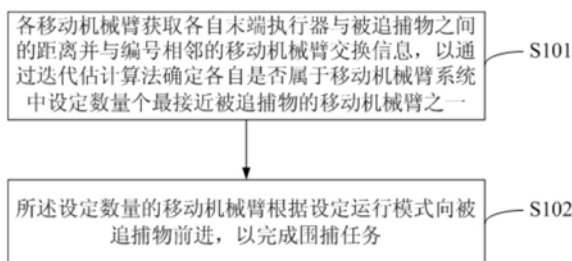 各移动机械臂获取各自末端执行器与被追捕物之间
的距离并与编号相邻的移动机械臂交换信息，以通
过迭代估计算法确定各自是否属于移动机械臂系统
中设定数量个最接近被追捕物的移动机械臂之一
S101
所述设定数量的移动机械臂根据设定运行模式向被
追捕物前进，以完成围捕任务
S102